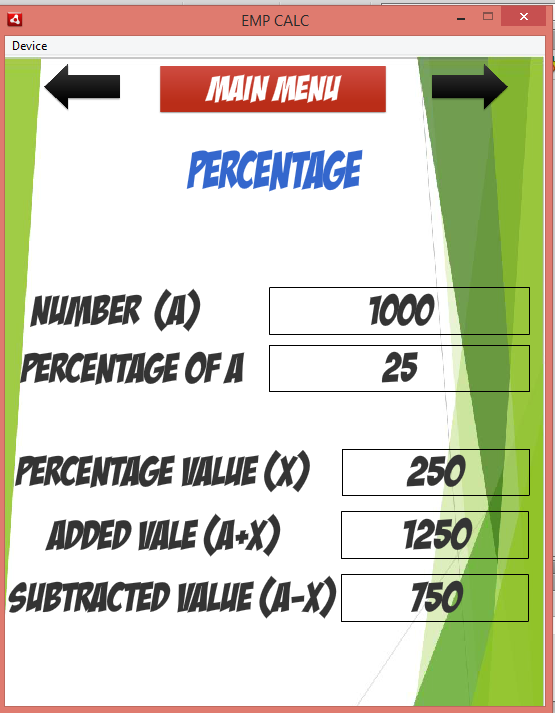 EMP CALC
Device
MAIN MENU
PERCENTAGE
NUMBER (A) 1000
PERCENTAGE OF A 25
PERCENTAGE VALUE (X) 250
ADDED VALE (A+X) 1250
SUBTRACTED VALUE (A-X) 750